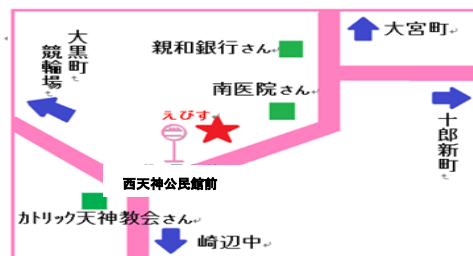 大宮町
大黒町
競輪場
親和銀行さん
南医院さん
えびす
十郎新町
西天神公民館前
カトリック天神教会さん
崎辺中